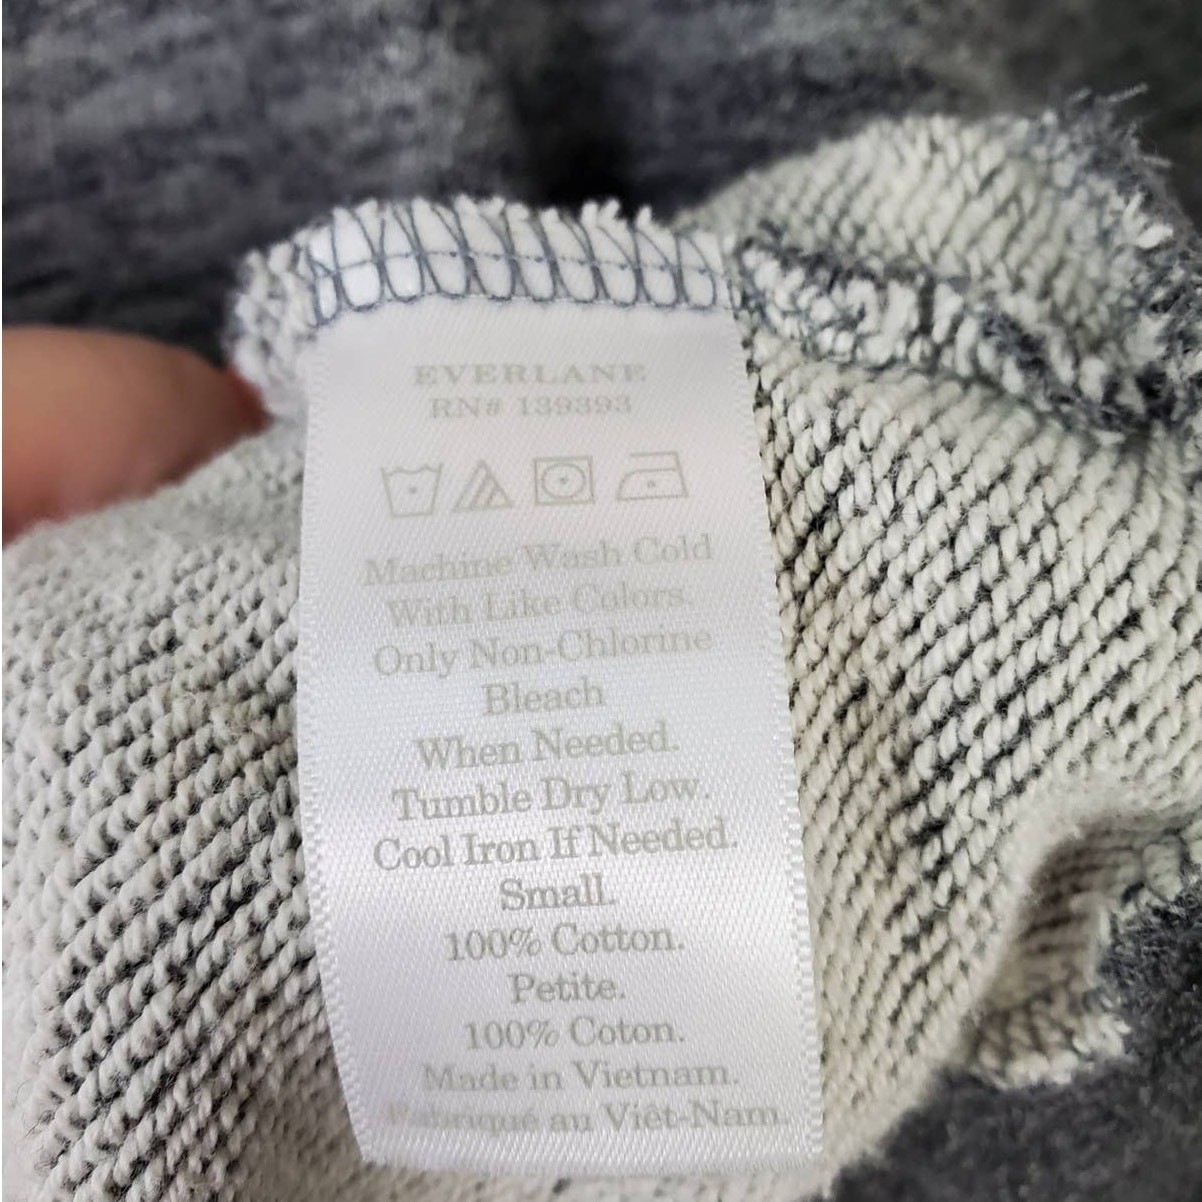 EVERLANE
RN# 139393
Machine Wash Cold
With Like Colors.
Only Non-Chlorine
Bleach
When Needed.
Tumble Dry Low.
Cool Iron If Needed.
Small.
100% Cotton.
Petite.
100% Coton.
Made in Vietnam.
Fabriqué au Viêt-Nam.